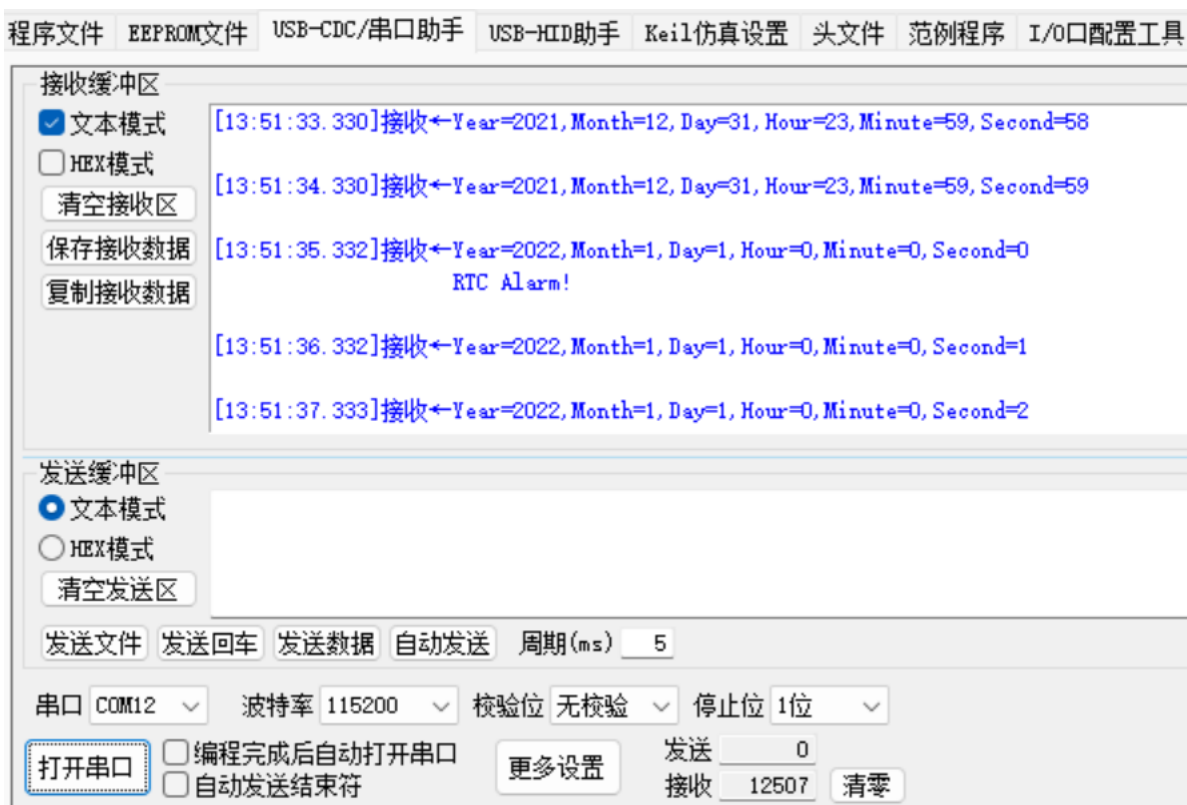 程序文件 EEPROM文件 USB-CDC/串口助手 USB-HID助手 Keil仿真设置 头文件 范例程序 I/O口配置工具
接收缓冲区
文本模式
HEX模式
清空接收区
保存接收数据
复制接收数据
[13:51:33.330]接收←Year=2021,Month=12,Day=31,Hour=23,Minute=59,Second=58
[13:51:34.330]接收←Year=2021,Month=12,Day=31,Hour=23,Minute=59,Second=59
[13:51:35.332]接收←Year=2022,Month=1,Day=1,Hour=0,Minute=0,Second=0
RTC Alarm!
[13:51:36.332]接收←Year=2022,Month=1,Day=1,Hour=0,Minute=0,Second=1
[13:51:37.333]接收←Year=2022,Month=1,Day=1,Hour=0,Minute=0,Second=2
发送缓冲区
文本模式
HEX模式
清空发送区
发送文件 发送回车 发送数据 自动发送 周期(ms) 5
串口 COM12 波特率 115200 校验位 无校验 停止位 1位
打开串口
编程完成后自动打开串口
自动发送结束符
更多设置
发送 0
接收 12507 清零